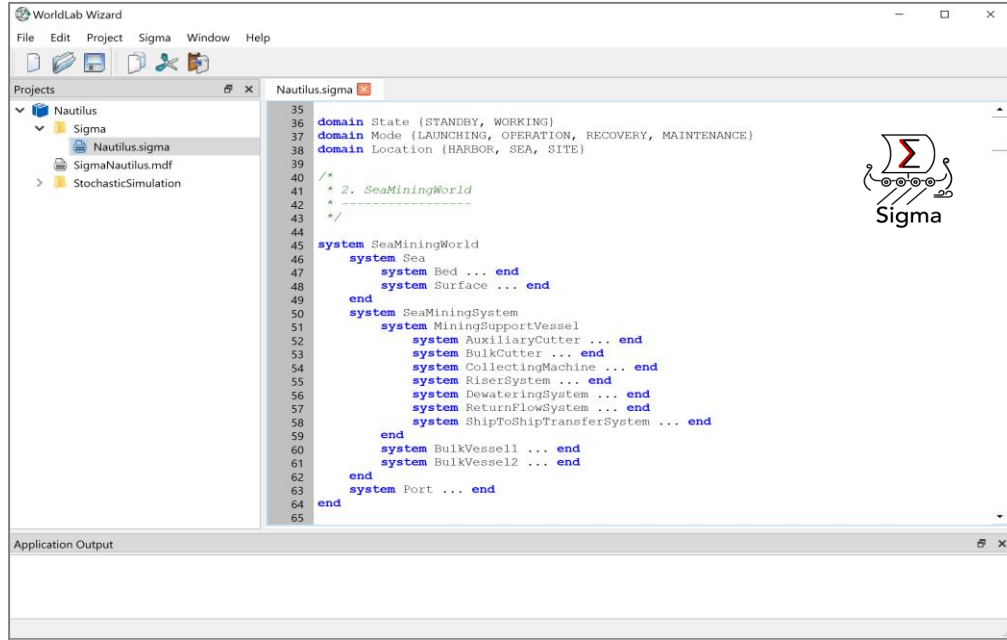 WorldLab Wizard
File Edit Project Sigma Window Help
Projects
Nautilus.sigma
Nautilus
Sigma
Nautilus.sigma
SigmaNautilus.mdf
StochasticSimulation
35
36 domain State {STANDBY, WORKING}
37 domain Mode {LAUNCHING, OPERATION, RECOVERY, MAINTENANCE}
38 domain Location {HARBOR, SEA, SITE}
39
40 /*
41 * 2. SeaMiningWorld
42 * -----------------
43 */
44
45 system SeaMiningWorld
46 system Sea
47 system Bed ... end
48 system Surface ... end
49 end
50 system SeaMiningSystem
51 system MiningSupportVessel
52 system AuxiliaryCutter ... end
53 system BulkCutter ... end
54 system CollectingMachine ... end
55 system RiserSystem ... end
56 system DewateringSystem ... end
57 system ReturnFlowSystem ... end
58 system ShipToShipTransferSystem ... end
59 end
60 system BulkVessel1 ... end
61 system BulkVessel2 ... end
62 end
63 system Port ... end
64 end
65
Σ
Sigma
Application Output